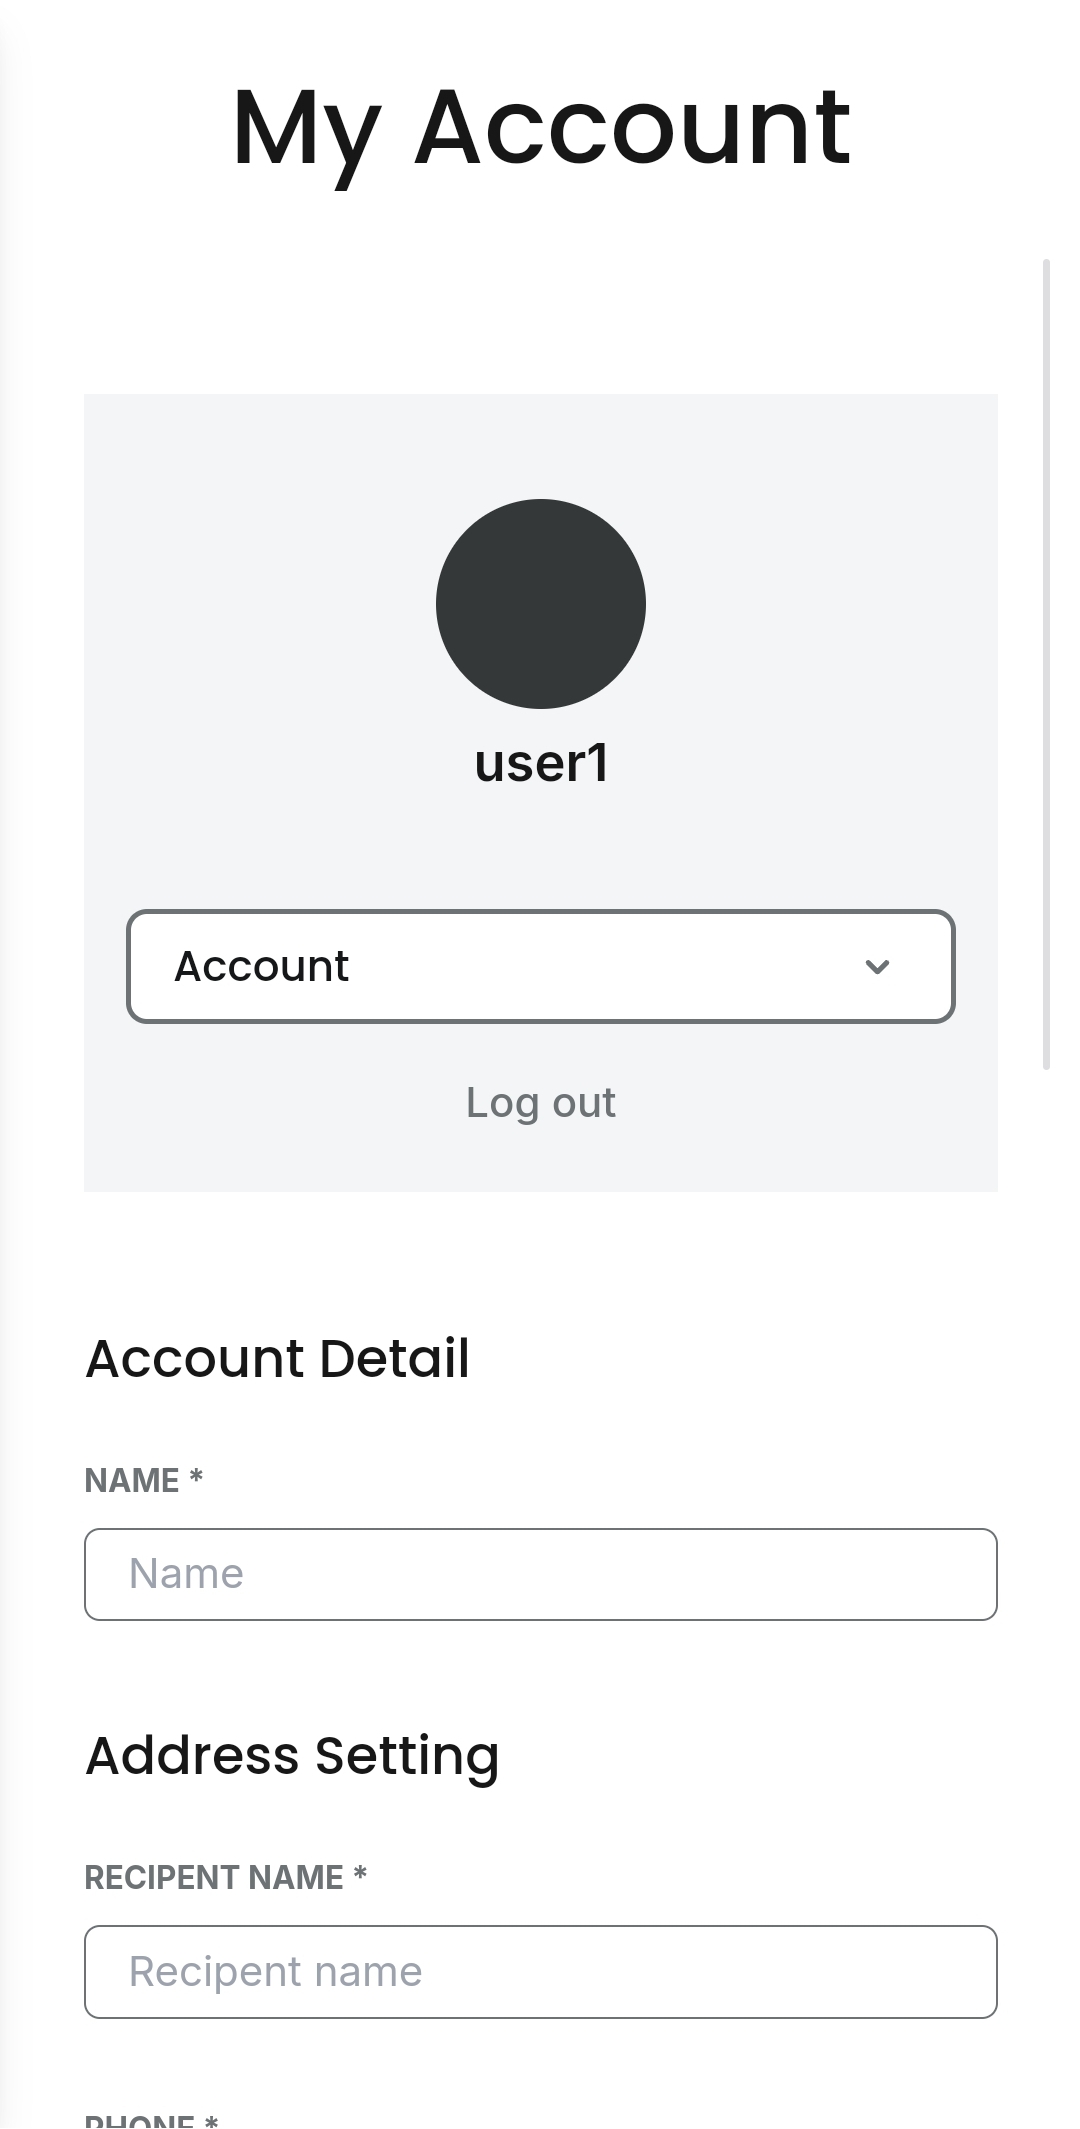 My Account
user1
Account
Log out
Account Detail
NAME *
Name
Address Setting
RECIPENT NAME *
Recipent name
PHONE *